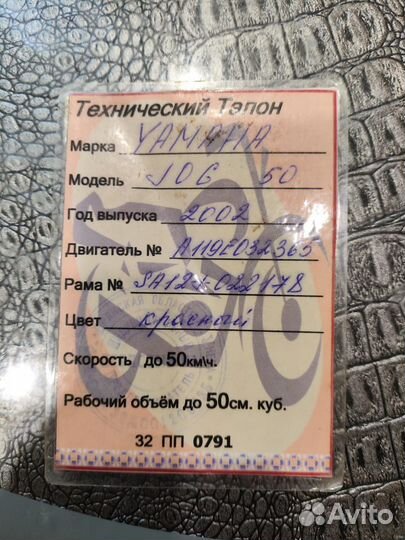 Технический Талон
Марка YAMAHA
Модель JOG 50
Год выпуска 2002
Двигатель № A119E032365
Рама № SA12J-022178
Цвет красный
Скорость до 50км\ч.
Рабочий объём до 50см. куб.
32 ПП 0791
Avito